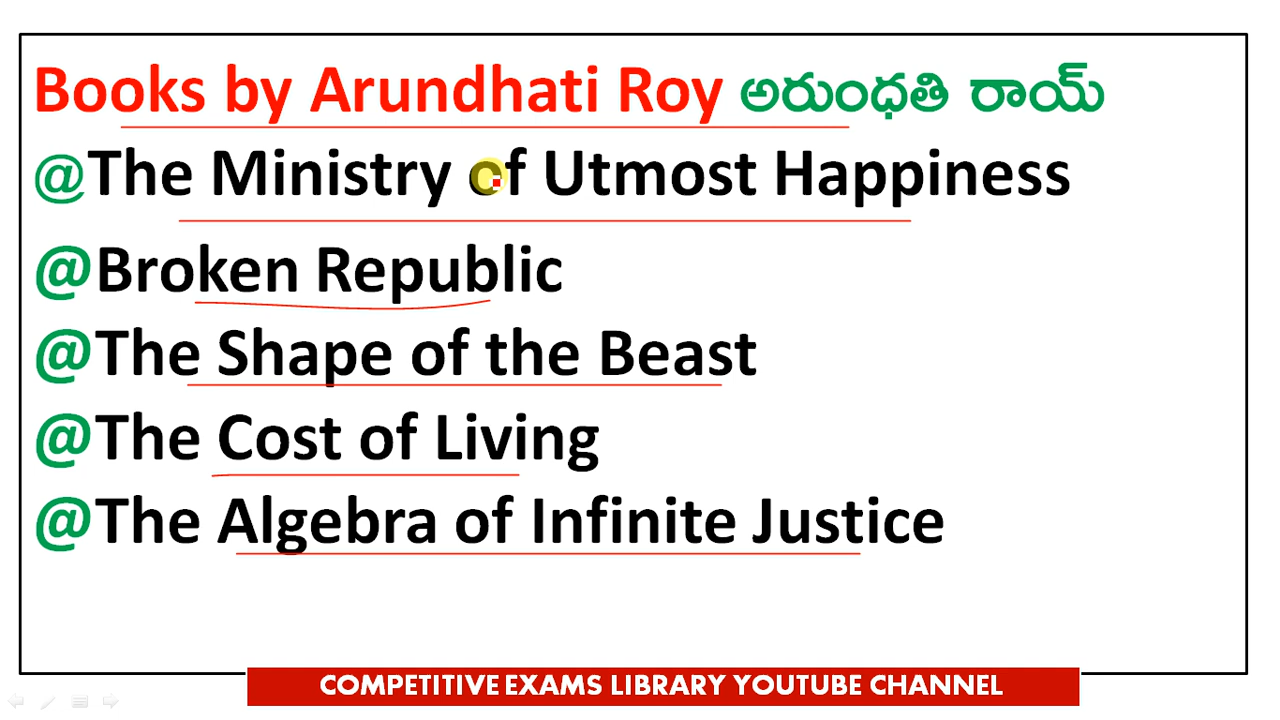 Books by Arundhati Roy అరుంధతి రాయ్
@The Ministry of Utmost Happiness
@Broken Republic
@The Shape of the Beast
@The Cost of Living
@The Algebra of Infinite Justice
COMPETITIVE EXAMS LIBRARY YOUTUBE CHANNEL